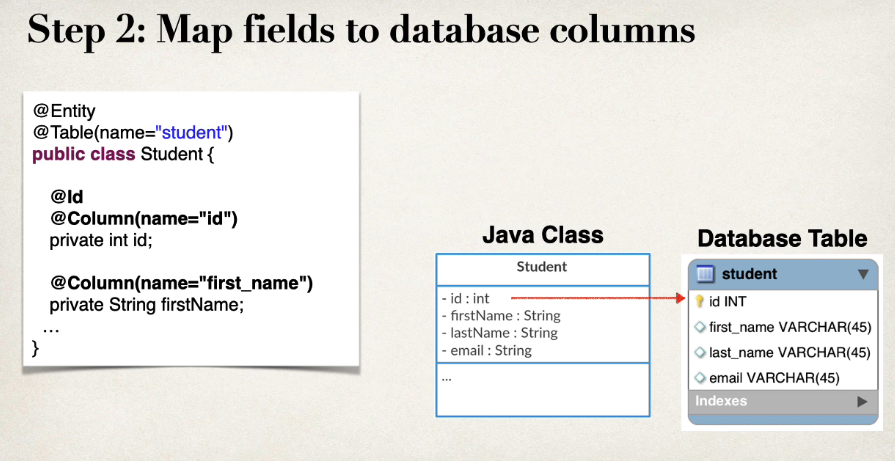 Step 2: Map fields to database columns
@Entity
@Table(name="student")
public class Student {
@Id
@Column(name="id")
private int id;
@Column(name="first_name")
private String firstName;
...
}
Java Class
Student
- id : int
- firstName : String
- lastName : String
- email : String
...
Database Table
student
id INT
first_name VARCHAR(45)
last_name VARCHAR(45)
email VARCHAR(45)
Indexes